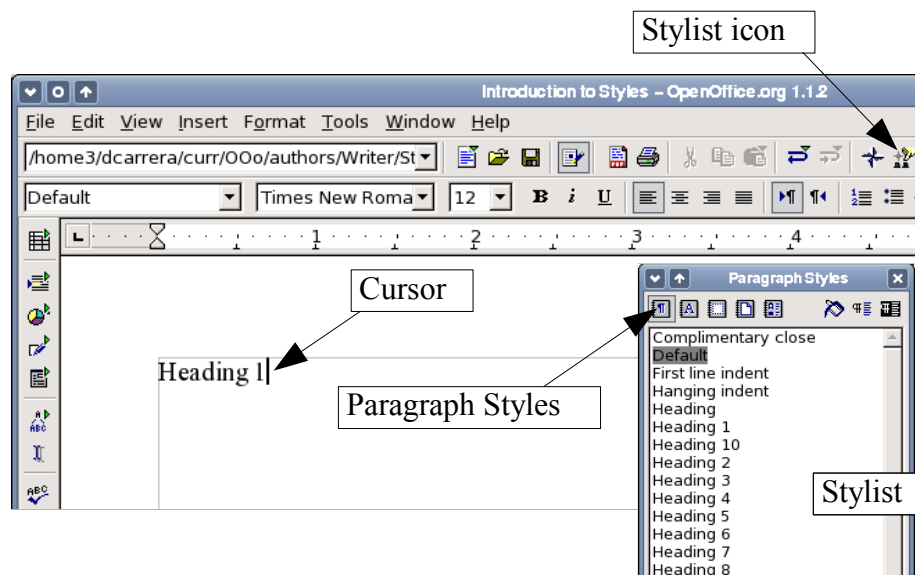 Stylist icon
Introduction to Styles – OpenOffice.org 1.1.2
File Edit View Insert Format Tools Window Help
/home3/dcarrera/curr/OOo/authors/Writer/St
Default Times New Roma 12 B i U
1 2 3 4
Cursor
Paragraph Styles
Complimentary close
Default
First line indent
Hanging indent
Heading
Heading 1
Heading 10
Heading 2
Heading 3
Heading 4
Heading 5
Heading 6
Heading 7
Heading 8
Heading 1
Paragraph Styles
Stylist